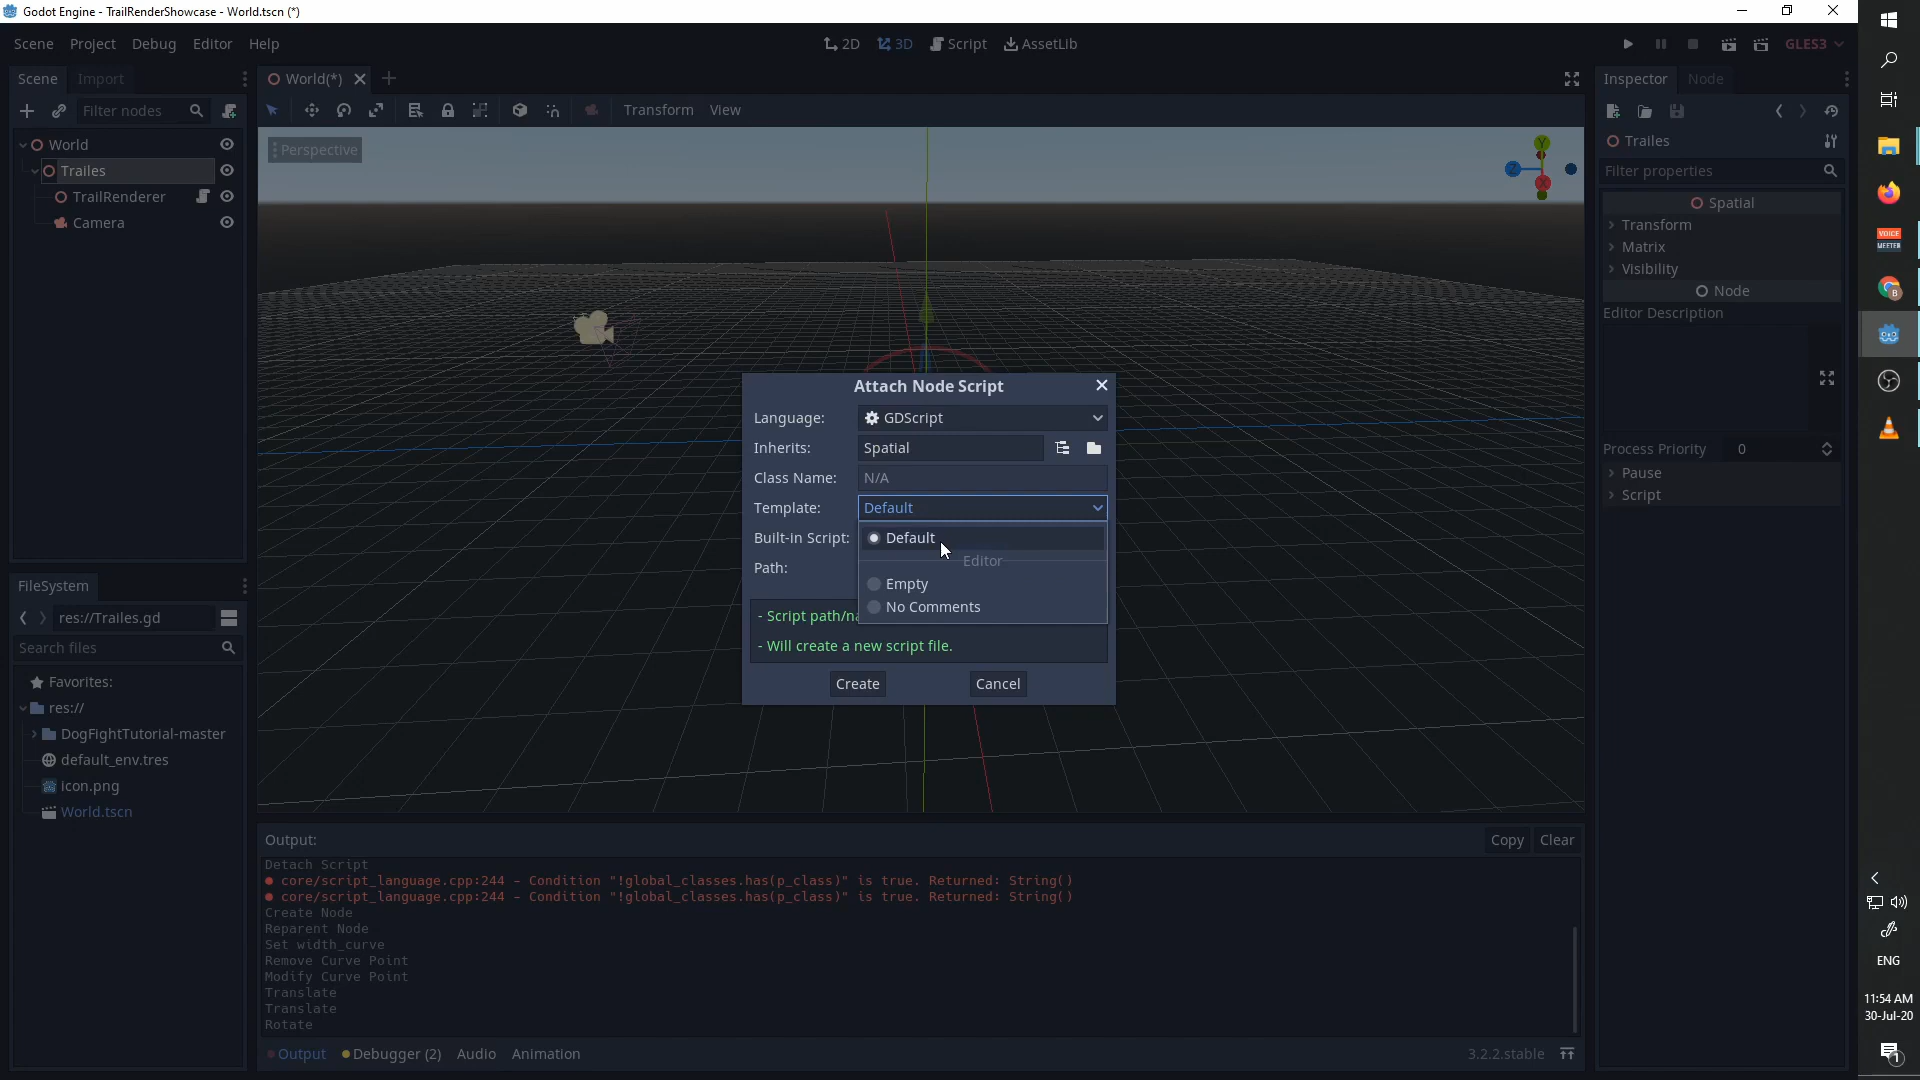 Godot Engine - TrailRenderShowcase - World.tscn (*)
Scene Project Debug Editor Help
2D 3D Script AssetLib
GLES3
Scene Import
World(*)
Inspector Node
Filter nodes
Transform View
World
Trailes
TrailRenderer
Camera
Perspective
Y
Z
X
Trailes
Filter properties
Spatial
Transform
Matrix
Visibility
Node
Editor Description
Process Priority 0
Pause
Script
Attach Node Script
Language: GDScript
Inherits: Spatial
Class Name: N/A
Template: Default
Built-in Script: Default
Editor
Path:
Empty
No Comments
- Script path/na
- Will create a new script file.
Create Cancel
FileSystem
res://Trailes.gd
Search files
Favorites:
res://
DogFightTutorial-master
default_env.tres
icon.png
World.tscn
Output:
Copy Clear
Detach Script
core/script_language.cpp:244 - Condition "!global_classes.has(p_class)" is true. Returned: String()
core/script_language.cpp:244 - Condition "!global_classes.has(p_class)" is true. Returned: String()
Create Node
Reparent Node
Set width_curve
Remove Curve Point
Modify Curve Point
Translate
Translate
Rotate
Output Debugger (2) Audio Animation
3.2.2.stable
VOICE
MEETER
B
ENG
11:54 AM
30-Jul-20
1